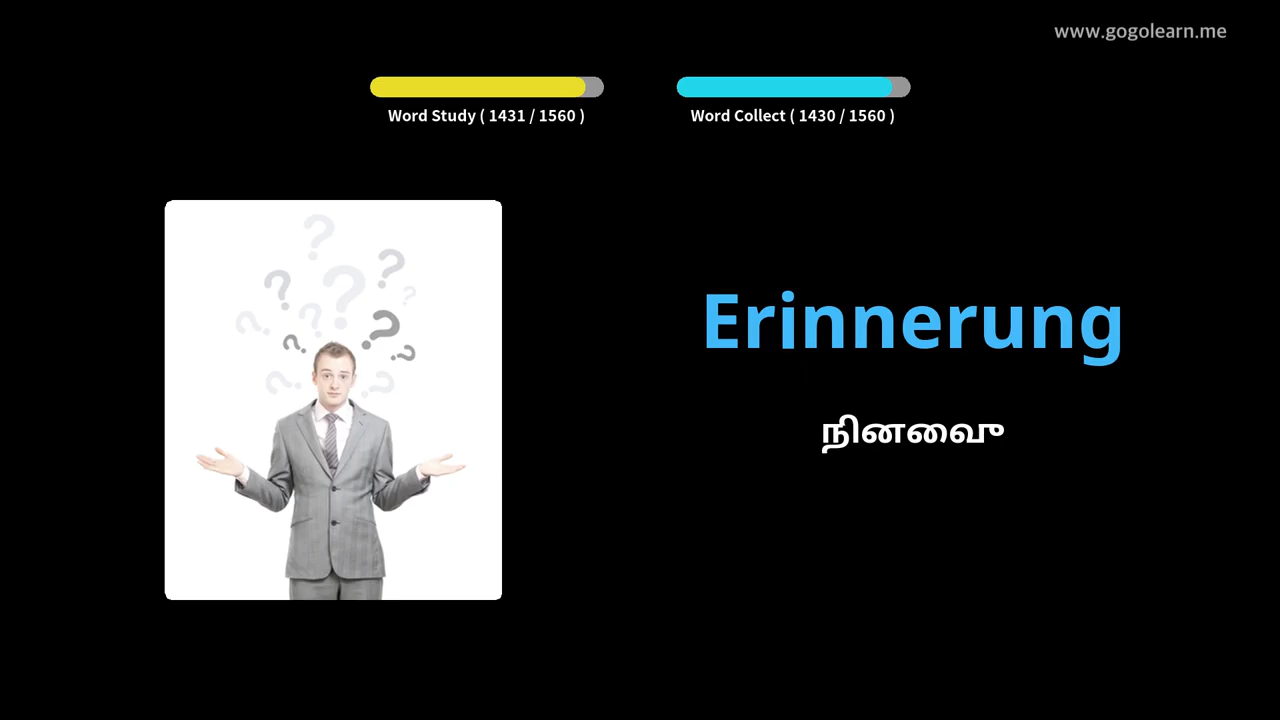 www.gogolearn.me
Word Study ( 1431 / 1560 )
Word Collect ( 1430 / 1560 )
Erinnerung
நினைவு